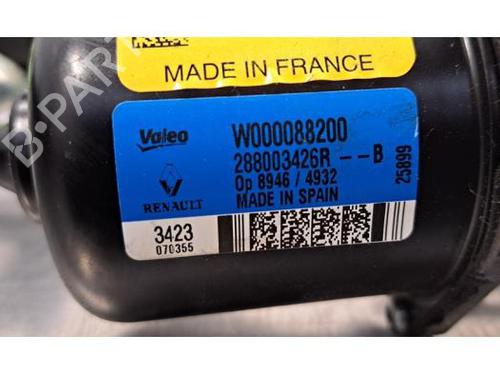 MADE IN FRANCE
Valeo
W000088200
288003426R -- B
Op 8946 / 4932
MADE IN SPAIN
25899
RENAULT
3423
070355
B-PARTS